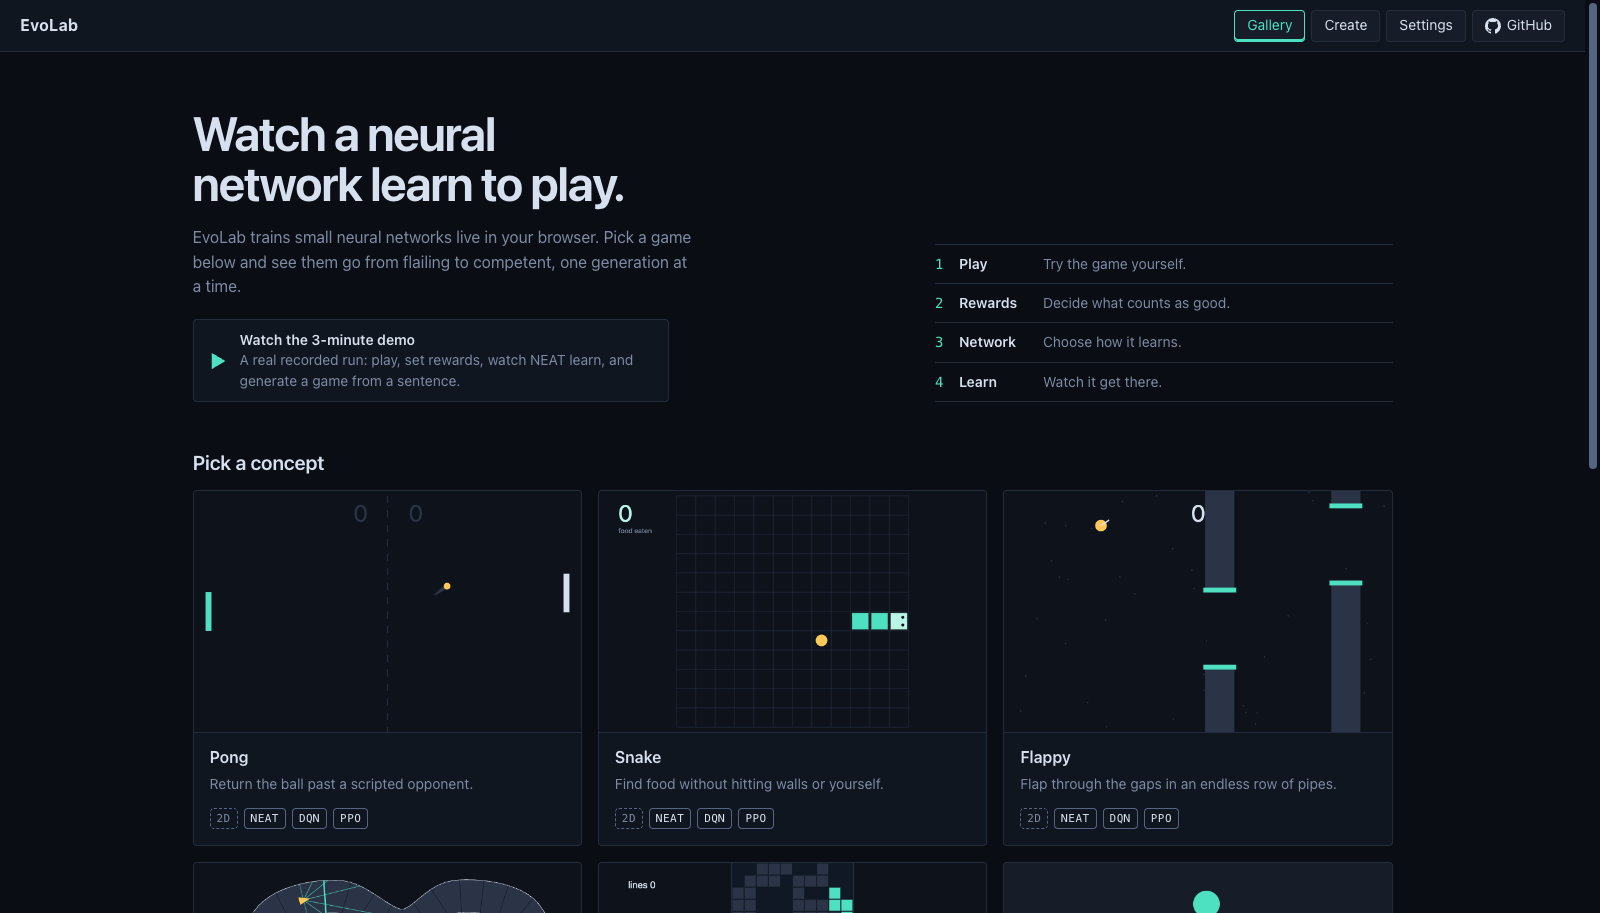 EvoLab
Gallery
Create
Settings
GitHub
Watch a neural
network learn to play.
EvoLab trains small neural networks live in your browser. Pick a game
below and see them go from flailing to competent, one generation at
a time.
Watch the 3-minute demo
A real recorded run: play, set rewards, watch NEAT learn, and
generate a game from a sentence.
1 Play Try the game yourself.
2 Rewards Decide what counts as good.
3 Network Choose how it learns.
4 Learn Watch it get there.
Pick a concept
0 0
Pong
Return the ball past a scripted opponent.
2D NEAT DQN PPO
0
food eaten
Snake
Find food without hitting walls or yourself.
2D NEAT DQN PPO
0
Flappy
Flap through the gaps in an endless row of pipes.
2D NEAT DQN PPO
lines 0